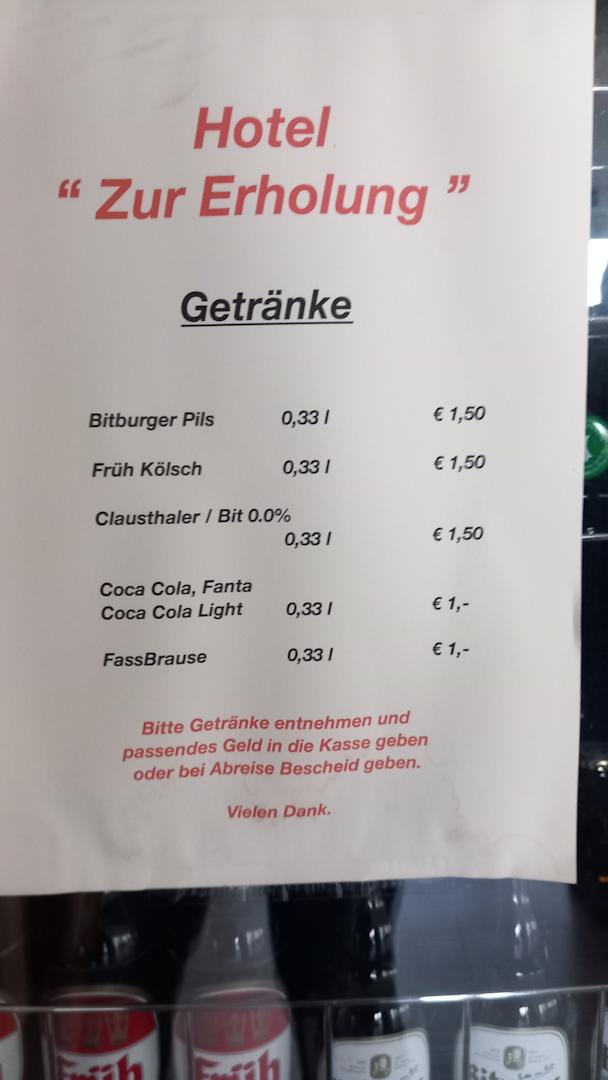 Hotel
“ Zur Erholung ”
Getränke
Bitburger Pils 0,33 l € 1,50
Früh Kölsch 0,33 l € 1,50
Clausthaler / Bit 0.0%
0,33 l € 1,50
Coca Cola, Fanta
Coca Cola Light 0,33 l € 1,-
FassBrause 0,33 l € 1,-
Bitte Getränke entnehmen und
passendes Geld in die Kasse geben
oder bei Abreise Bescheid geben.
Vielen Dank.
Früh Früh